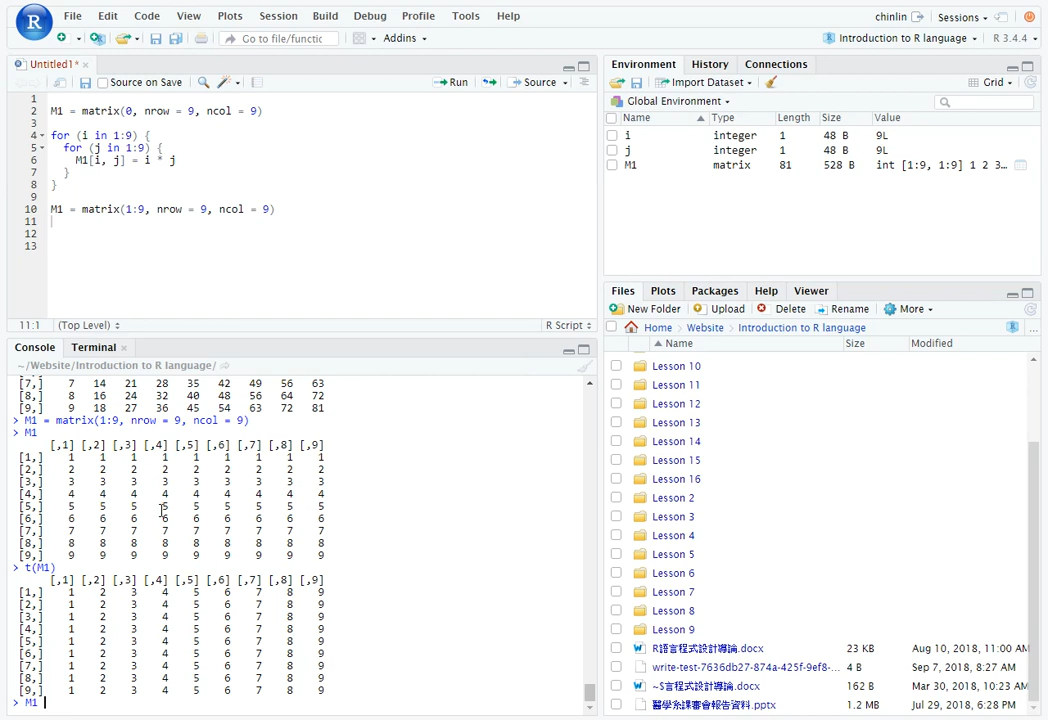 File Edit Code View Plots Session Build Debug Profile Tools Help
chinlin Sessions
Go to file/functic Addins
Introduction to R language R 3.4.4
Untitled1* ×
Source on Save Run Source
1
2 M1 = matrix(0, nrow = 9, ncol = 9)
3
4 for (i in 1:9) {
5 for (j in 1:9) {
6 M1[i, j] = i * j
7 }
8 }
9
10 M1 = matrix(1:9, nrow = 9, ncol = 9)
11
12
13
11:1 (Top Level) R Script
Console Terminal ×
~/Website/Introduction to R language/
[7,] 7 14 21 28 35 42 49 56 63
[8,] 8 16 24 32 40 48 56 64 72
[9,] 9 18 27 36 45 54 63 72 81
> M1 = matrix(1:9, nrow = 9, ncol = 9)
> M1
[,1] [,2] [,3] [,4] [,5] [,6] [,7] [,8] [,9]
[1,] 1 1 1 1 1 1 1 1 1
[2,] 2 2 2 2 2 2 2 2 2
[3,] 3 3 3 3 3 3 3 3 3
[4,] 4 4 4 4 4 4 4 4 4
[5,] 5 5 5 5 5 5 5 5 5
[6,] 6 6 6 6 6 6 6 6 6
[7,] 7 7 7 7 7 7 7 7 7
[8,] 8 8 8 8 8 8 8 8 8
[9,] 9 9 9 9 9 9 9 9 9
> t(M1)
[,1] [,2] [,3] [,4] [,5] [,6] [,7] [,8] [,9]
[1,] 1 2 3 4 5 6 7 8 9
[2,] 1 2 3 4 5 6 7 8 9
[3,] 1 2 3 4 5 6 7 8 9
[4,] 1 2 3 4 5 6 7 8 9
[5,] 1 2 3 4 5 6 7 8 9
[6,] 1 2 3 4 5 6 7 8 9
[7,] 1 2 3 4 5 6 7 8 9
[8,] 1 2 3 4 5 6 7 8 9
[9,] 1 2 3 4 5 6 7 8 9
> M1
Environment History Connections
Import Dataset Grid
Global Environment
Name Type Length Size Value
i integer 1 48 B 9L
j integer 1 48 B 9L
M1 matrix 81 528 B int [1:9, 1:9] 1 2 3…
Files Plots Packages Help Viewer
New Folder Upload Delete Rename More
Home Website Introduction to R language ...
Name Size Modified
Lesson 10
Lesson 11
Lesson 12
Lesson 13
Lesson 14
Lesson 15
Lesson 16
Lesson 2
Lesson 3
Lesson 4
Lesson 5
Lesson 6
Lesson 7
Lesson 8
Lesson 9
R語言程式設計導論.docx 23 KB Aug 10, 2018, 11:00 AM
write-test-7636db27-874a-425f-9ef8-... 4 B Sep 7, 2018, 8:27 AM
~$言程式設計導論.docx 162 B Mar 30, 2018, 10:23 AM
醫學系課審會報告資料.pptx 1.2 MB Jul 29, 2018, 6:28 PM